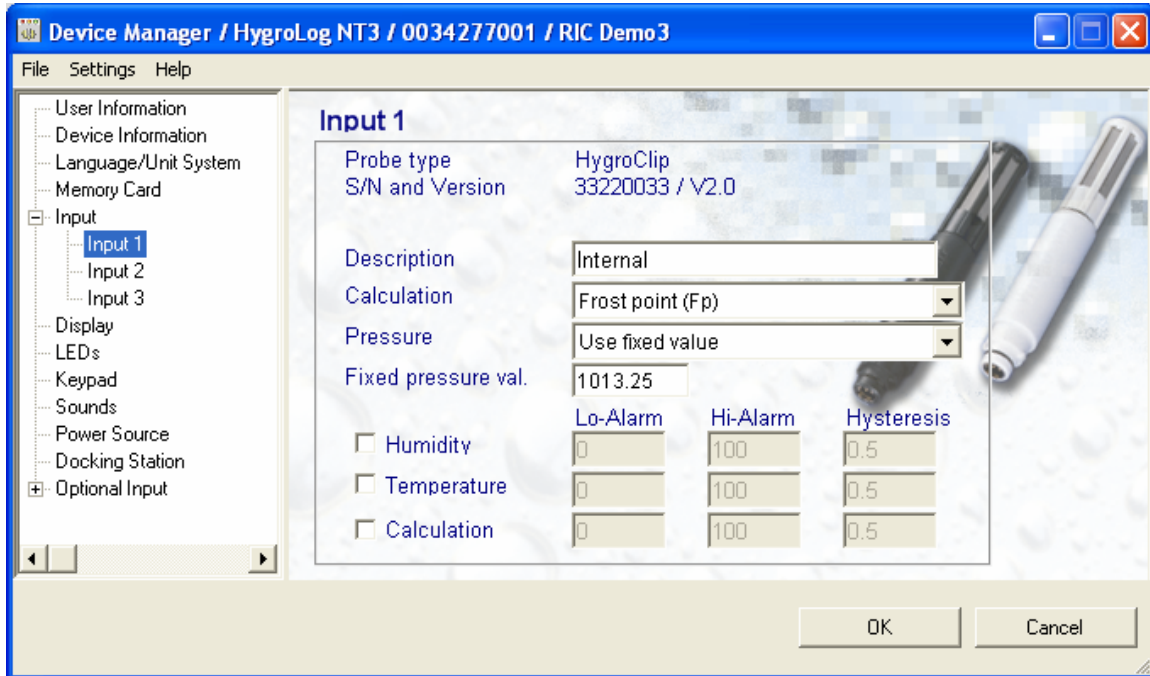 Device Manager / HygroLog NT3 / 0034277001 / RIC Demo3
File Settings Help
User Information
Device Information
Language/Unit System
Memory Card
Input
Input 1
Input 2
Input 3
Display
LEDs
Keypad
Sounds
Power Source
Docking Station
Optional Input
Input 1
Probe type HygroClip
S/N and Version 33220033 / V2.0
Description Internal
Calculation Frost point (Fp)
Pressure Use fixed value
Fixed pressure val. 1013.25
Lo-Alarm Hi-Alarm Hysteresis
Humidity 0 100 0.5
Temperature 0 100 0.5
Calculation 0 100 0.5
OK Cancel